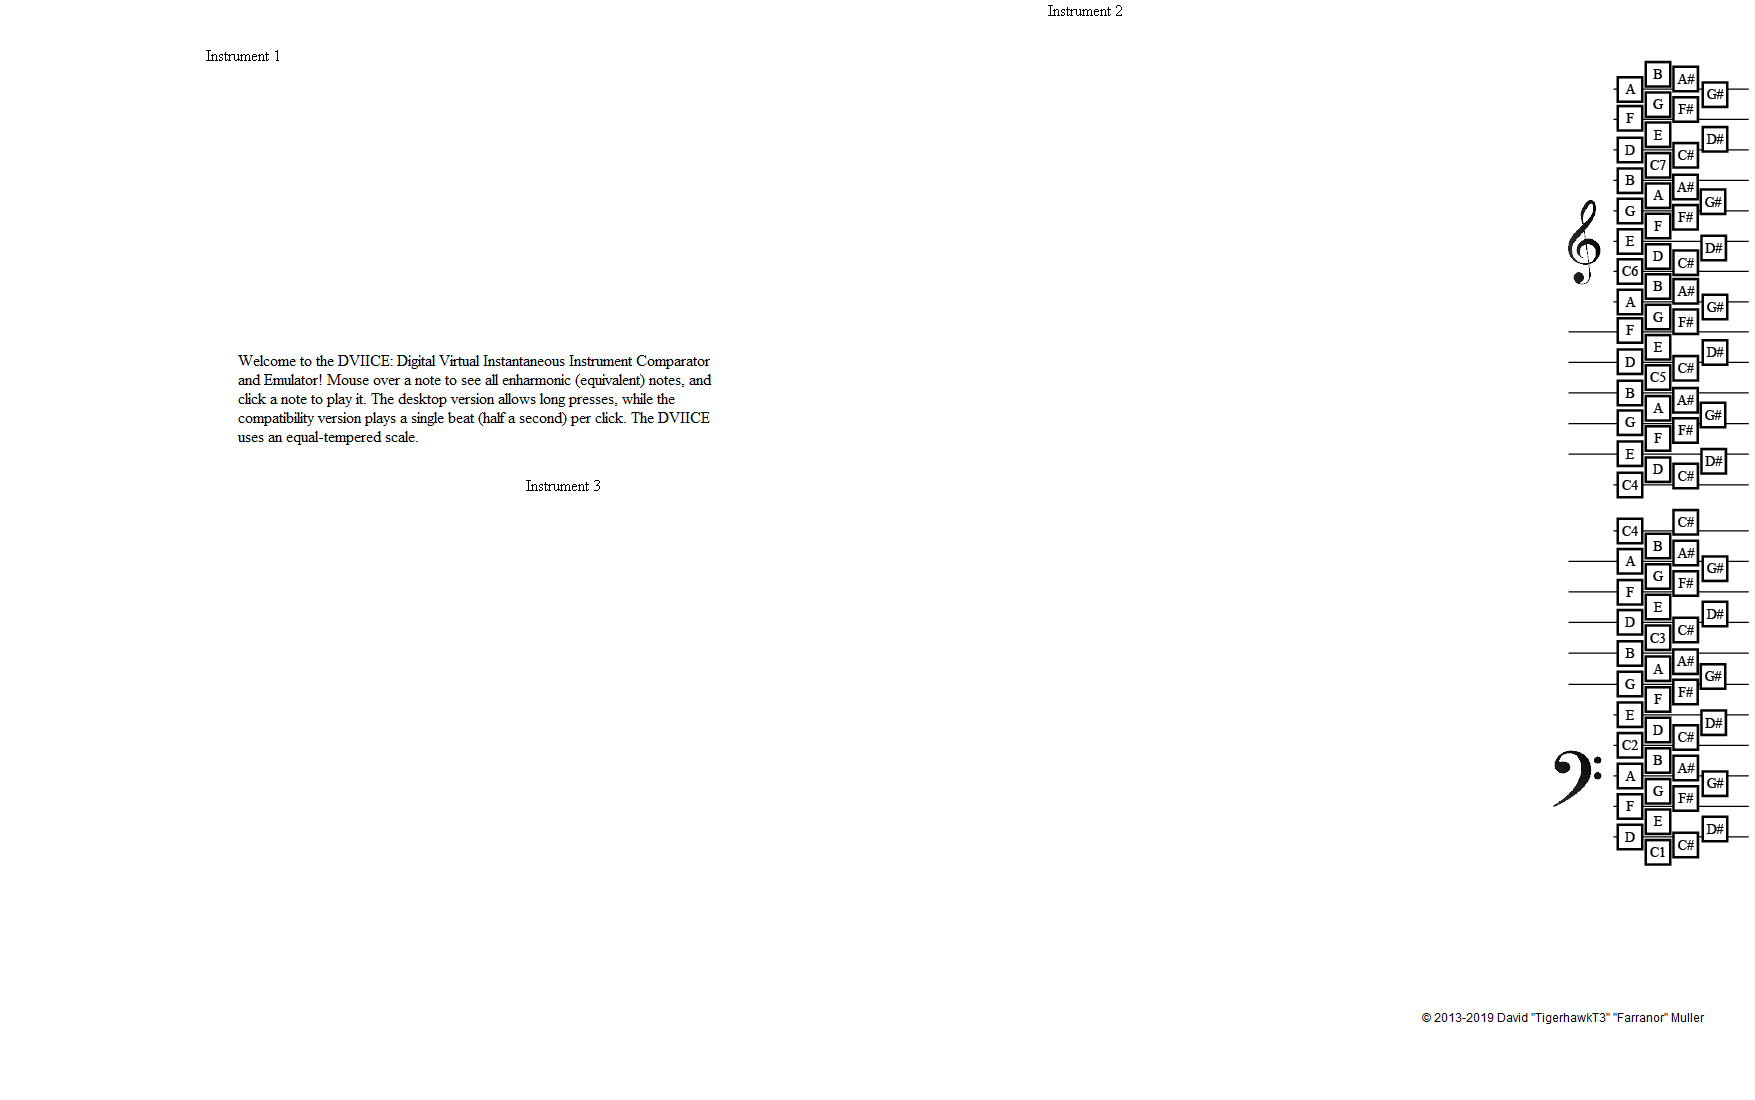 Instrument 2
Instrument 1
Welcome to the DVIICE: Digital Virtual Instantaneous Instrument Comparator
and Emulator! Mouse over a note to see all enharmonic (equivalent) notes, and
click a note to play it. The desktop version allows long presses, while the
compatibility version plays a single beat (half a second) per click. The DVIICE
uses an equal-tempered scale.
Instrument 3
B
A#
A
G#
G
F#
F
E
D#
D
C#
C7
B
A#
A
G#
G
F#
F
E
D#
D
C#
C6
B
A#
A
G#
G
F#
F
E
D#
D
C#
C5
B
A#
A
G#
G
F#
F
E
D#
D
C#
C4
C#
C4
B
A#
A
G#
G
F#
F
E
D#
D
C#
C3
B
A#
A
G#
G
F#
F
E
D#
D
C#
C2
B
A#
A
G#
G
F#
F
E
D#
D
C#
C1
© 2013-2019 David "TigerhawkT3" "Farranor" Muller